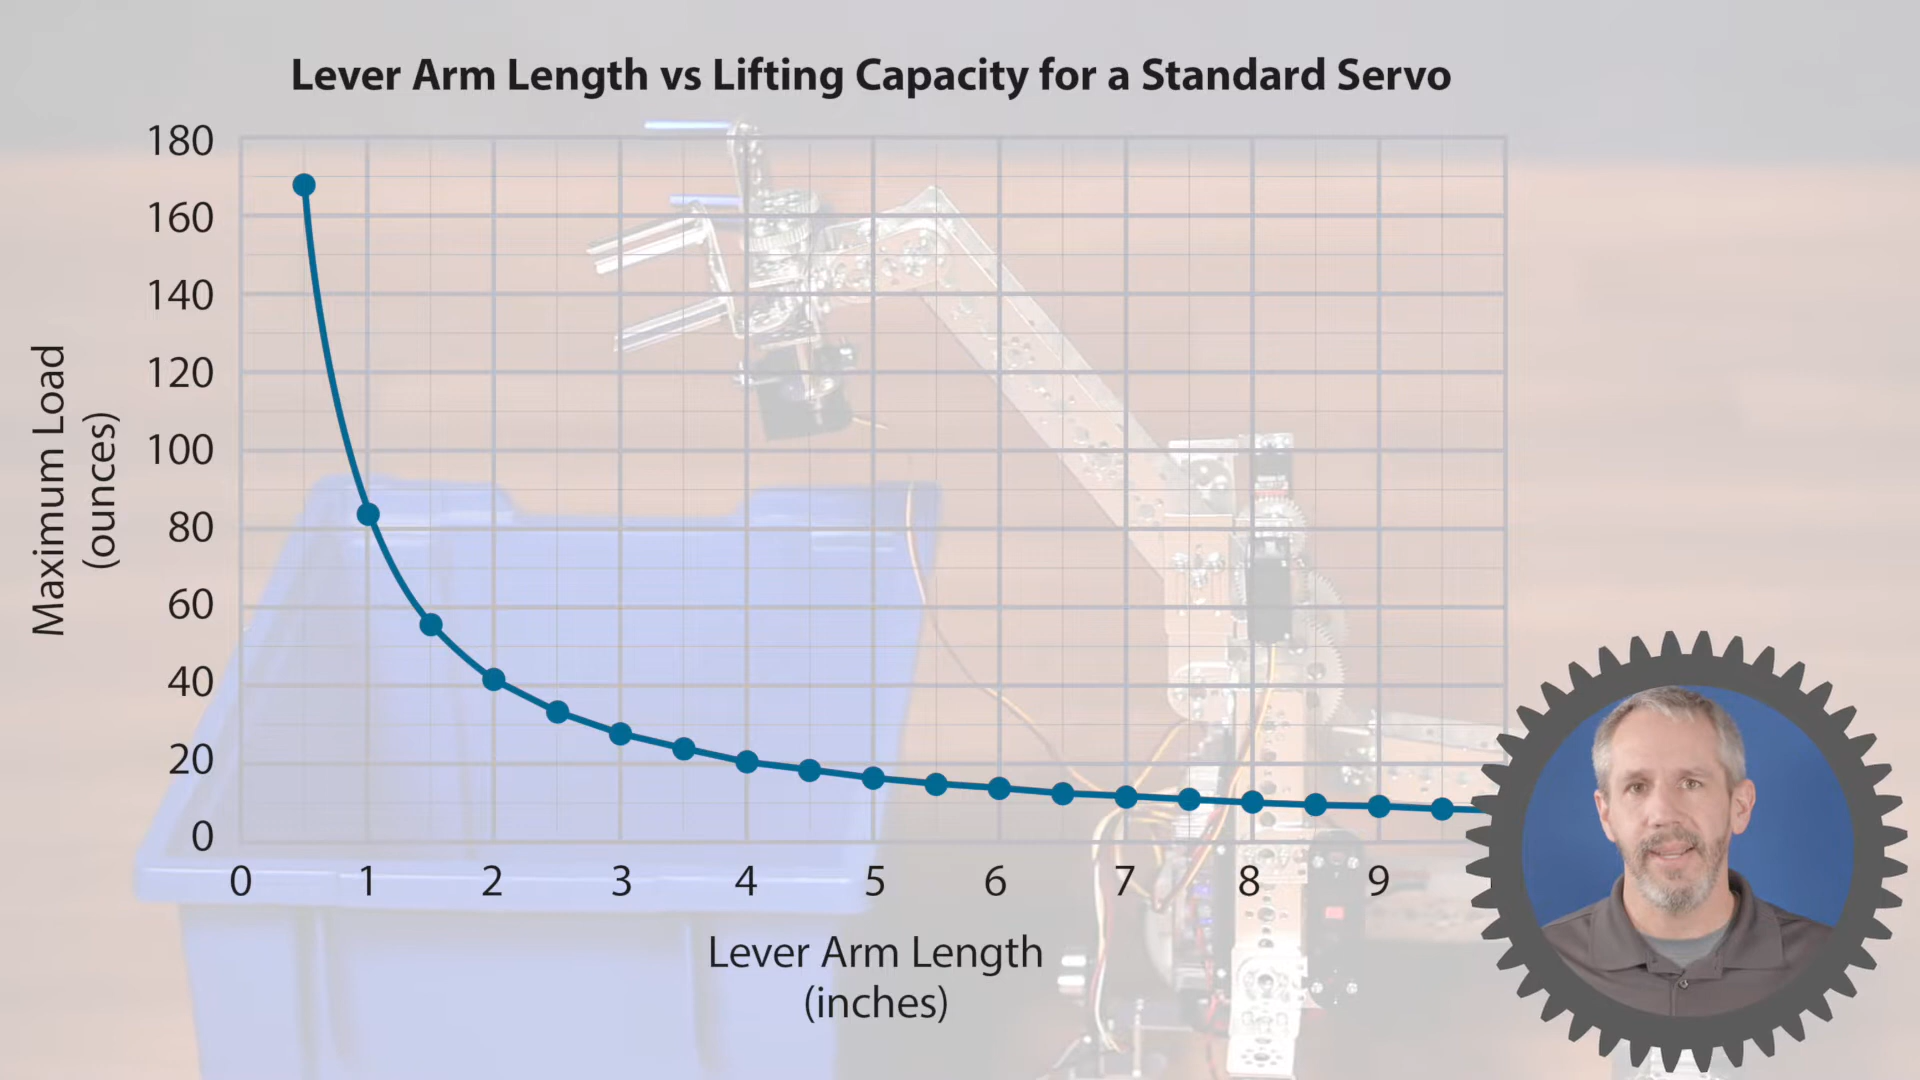 Lever Arm Length vs Lifting Capacity for a Standard Servo
180
160
140
120
100
80
60
40
20
0
Maximum Load
(ounces)
0 1 2 3 4 5 6 7 8 9
Lever Arm Length
(inches)